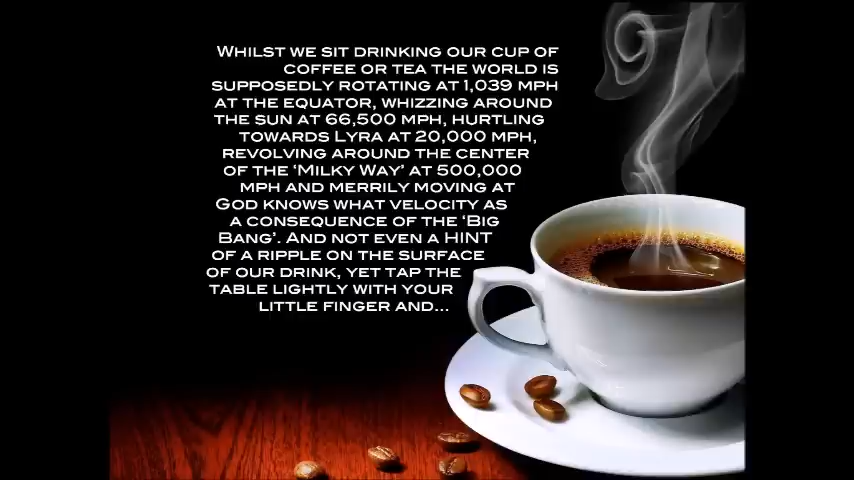 Whilst we sit drinking our cup of
coffee or tea the world is
supposedly rotating at 1,039 mph
at the equator, whizzing around
the sun at 66,500 mph, hurtling
towards Lyra at 20,000 mph,
revolving around the center
of the ‘Milky Way’ at 500,000
mph and merrily moving at
God knows what velocity as
a consequence of the ‘Big
Bang’. And not even a HINT
of a ripple on the surface
of our drink, yet tap the
table lightly with your
little finger and...